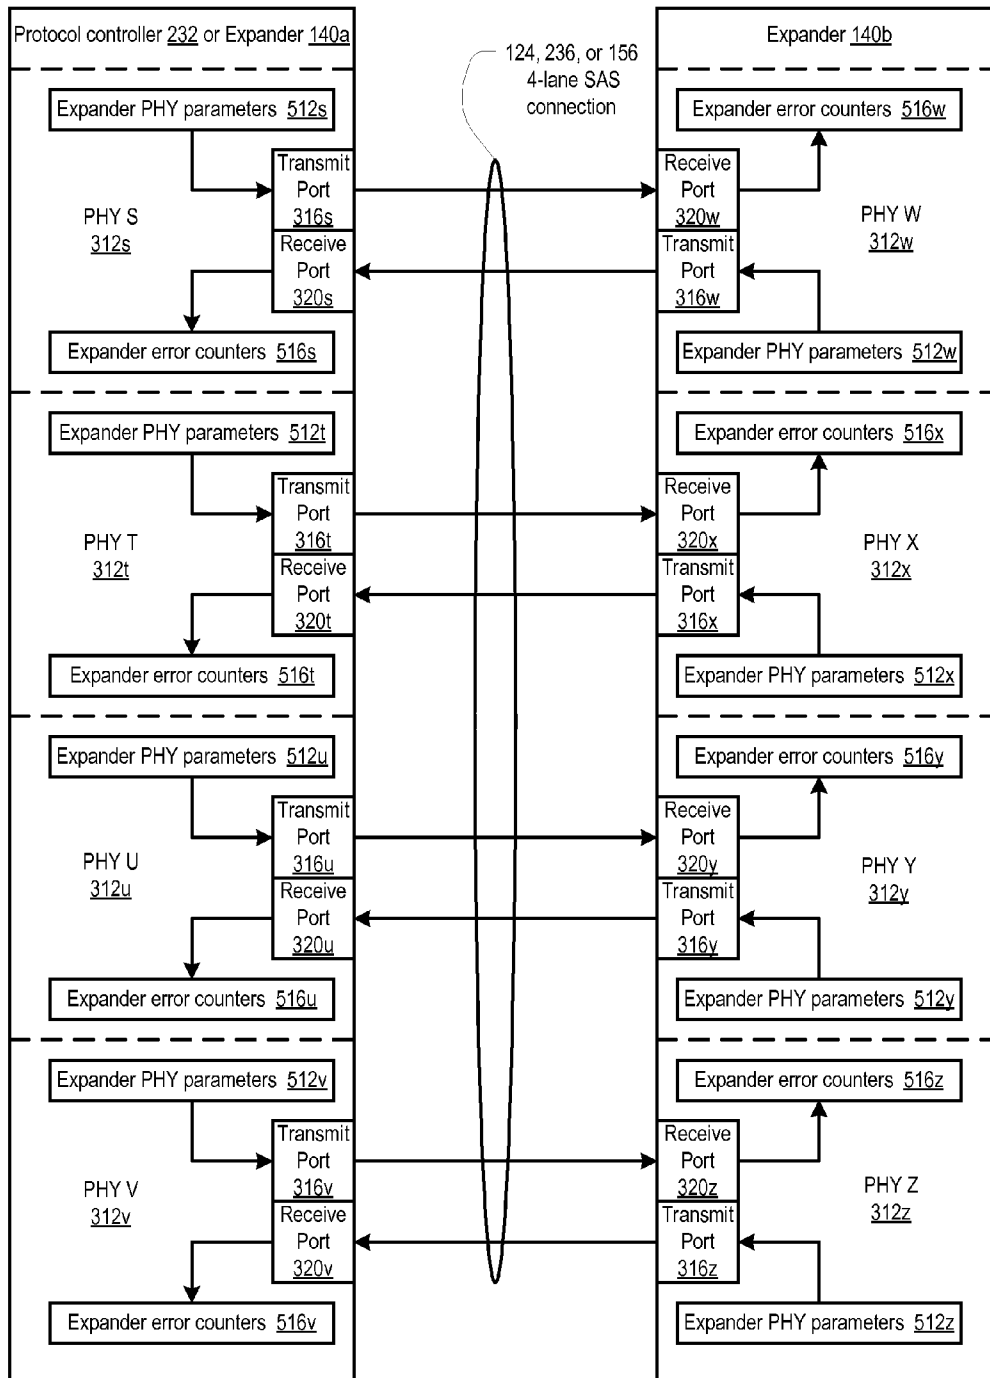 Protocol controller 232 or Expander 140a
Expander 140b
124, 236, or 156
4-lane SAS
connection
Expander PHY parameters 512s
Transmit
Port
316s
PHY S
312s
Receive
Port
320s
Expander error counters 516s
Expander error counters 516w
Receive
Port
320w
PHY W
312w
Transmit
Port
316w
Expander PHY parameters 512w
Expander PHY parameters 512t
Transmit
Port
316t
PHY T
312t
Receive
Port
320t
Expander error counters 516t
Expander error counters 516x
Receive
Port
320x
PHY X
312x
Transmit
Port
316x
Expander PHY parameters 512x
Expander PHY parameters 512u
Transmit
Port
316u
PHY U
312u
Receive
Port
320u
Expander error counters 516u
Expander error counters 516y
Receive
Port
320y
PHY Y
312y
Transmit
Port
316y
Expander PHY parameters 512y
Expander PHY parameters 512v
Transmit
Port
316v
PHY V
312v
Receive
Port
320v
Expander error counters 516v
Expander error counters 516z
Receive
Port
320z
PHY Z
312z
Transmit
Port
316z
Expander PHY parameters 512z